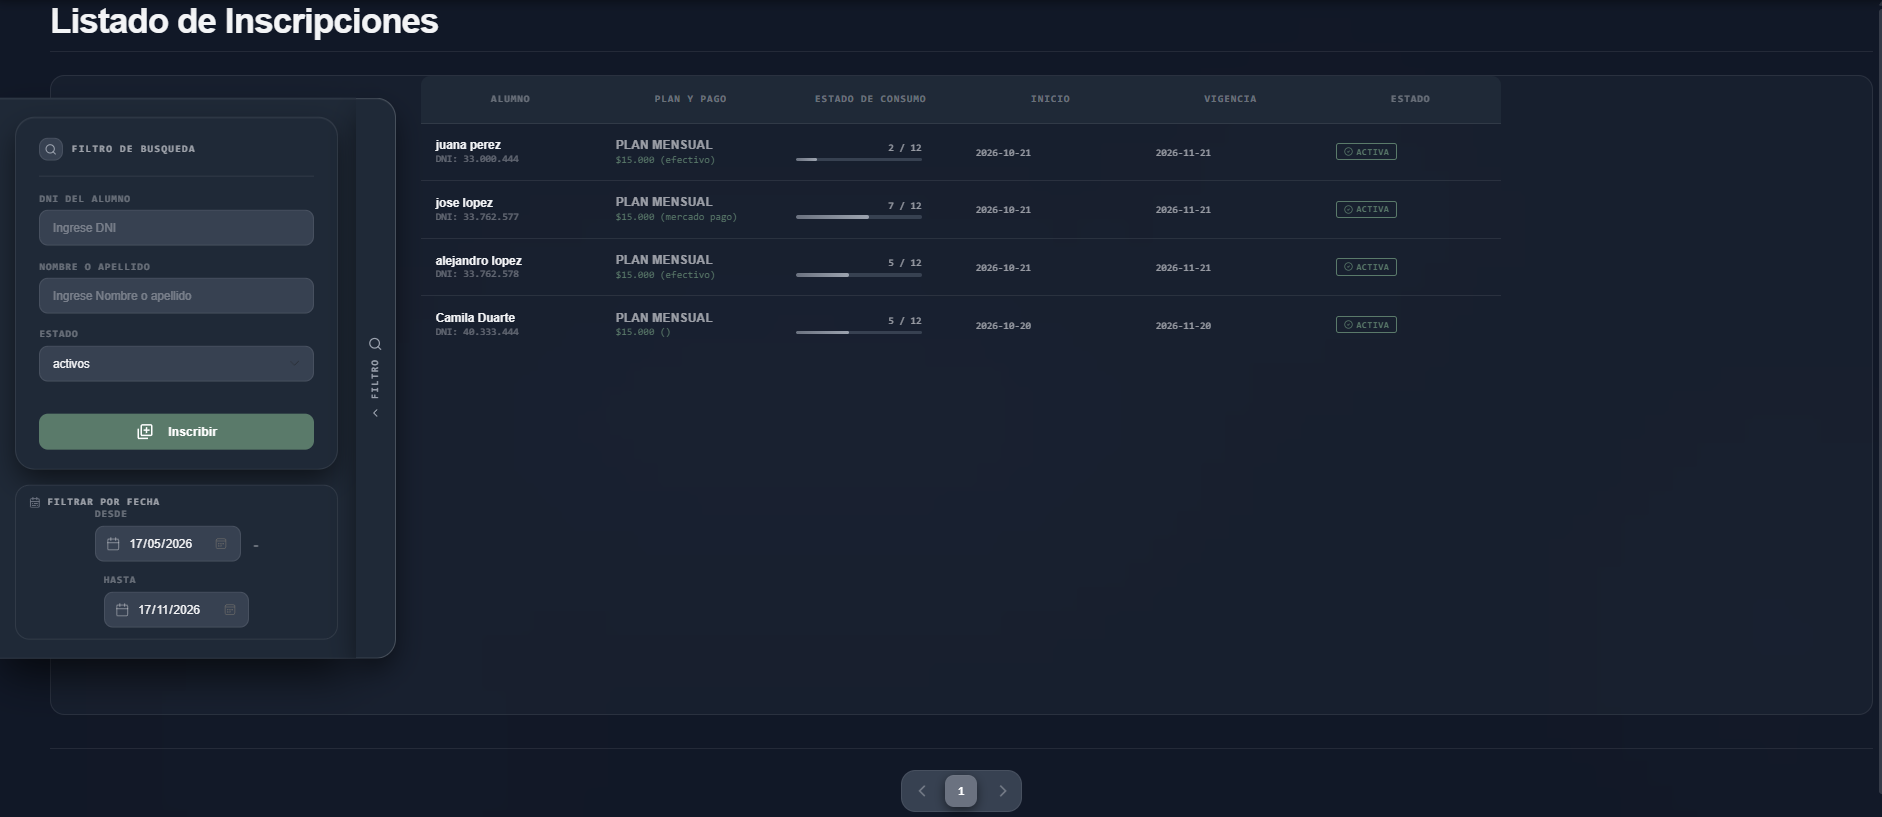 Listado de Inscripciones
FILTRO DE BUSQUEDA
DNI DEL ALUMNO
Ingrese DNI
NOMBRE O APELLIDO
Ingrese Nombre o apellido
ESTADO
activos
Inscribir
FILTRAR POR FECHA
DESDE
17/05/2026 -
HASTA
17/11/2026
FILTRO
ALUMNO PLAN Y PAGO ESTADO DE CONSUMO INICIO VIGENCIA ESTADO
juana perez PLAN MENSUAL 2 / 12 2026-10-21 2026-11-21 ACTIVA
DNI: 33.000.444 $15.000 (efectivo)
jose lopez PLAN MENSUAL 7 / 12 2026-10-21 2026-11-21 ACTIVA
DNI: 33.762.577 $15.000 (mercado pago)
alejandro lopez PLAN MENSUAL 5 / 12 2026-10-21 2026-11-21 ACTIVA
DNI: 33.762.578 $15.000 (efectivo)
Camila Duarte PLAN MENSUAL 5 / 12 2026-10-20 2026-11-20 ACTIVA
DNI: 40.333.444 $15.000 ()
1